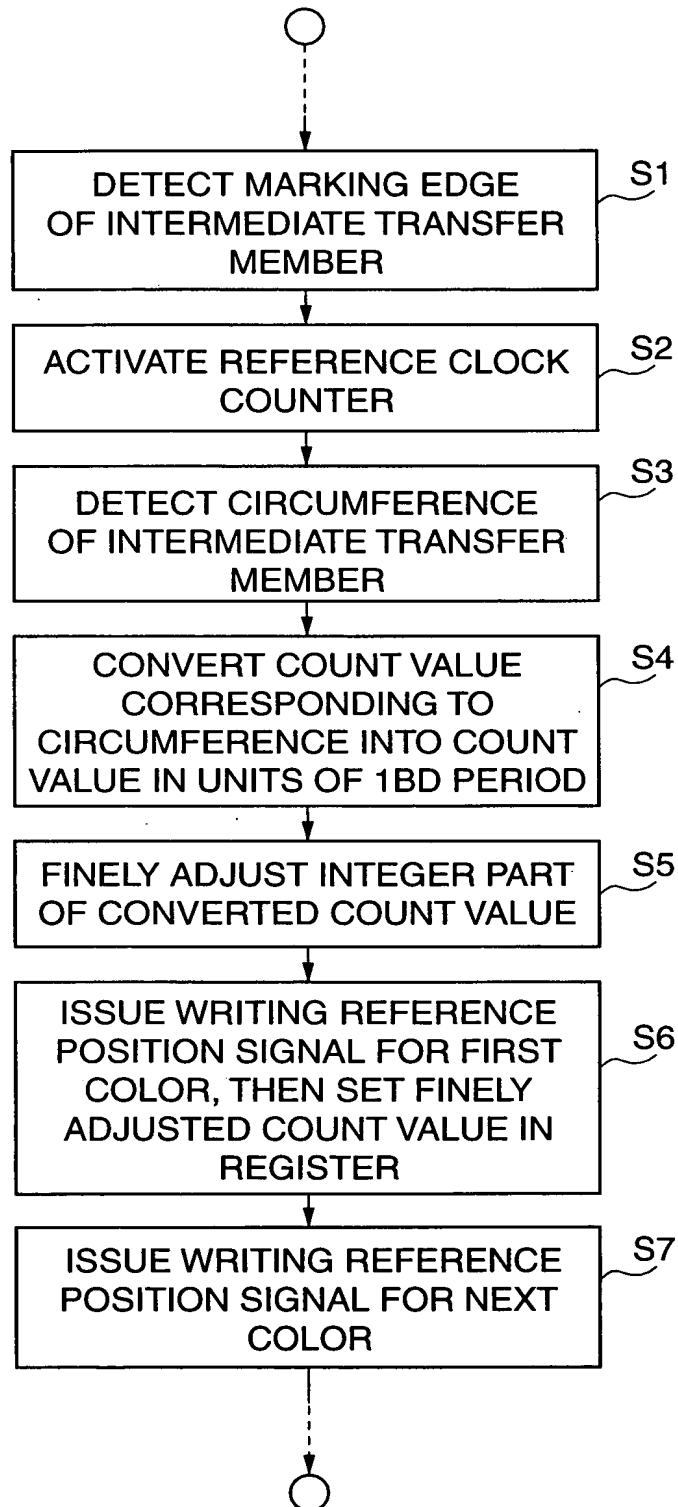 DETECT MARKING EDGE
OF INTERMEDIATE TRANSFER
MEMBER
S1
ACTIVATE REFERENCE CLOCK
COUNTER
S2
DETECT CIRCUMFERENCE
OF INTERMEDIATE TRANSFER
MEMBER
S3
CONVERT COUNT VALUE
CORRESPONDING TO
CIRCUMFERENCE INTO COUNT
VALUE IN UNITS OF 1BD PERIOD
S4
FINELY ADJUST INTEGER PART
OF CONVERTED COUNT VALUE
S5
ISSUE WRITING REFERENCE
POSITION SIGNAL FOR FIRST
COLOR, THEN SET FINELY
ADJUSTED COUNT VALUE IN
REGISTER
S6
ISSUE WRITING REFERENCE
POSITION SIGNAL FOR NEXT
COLOR
S7